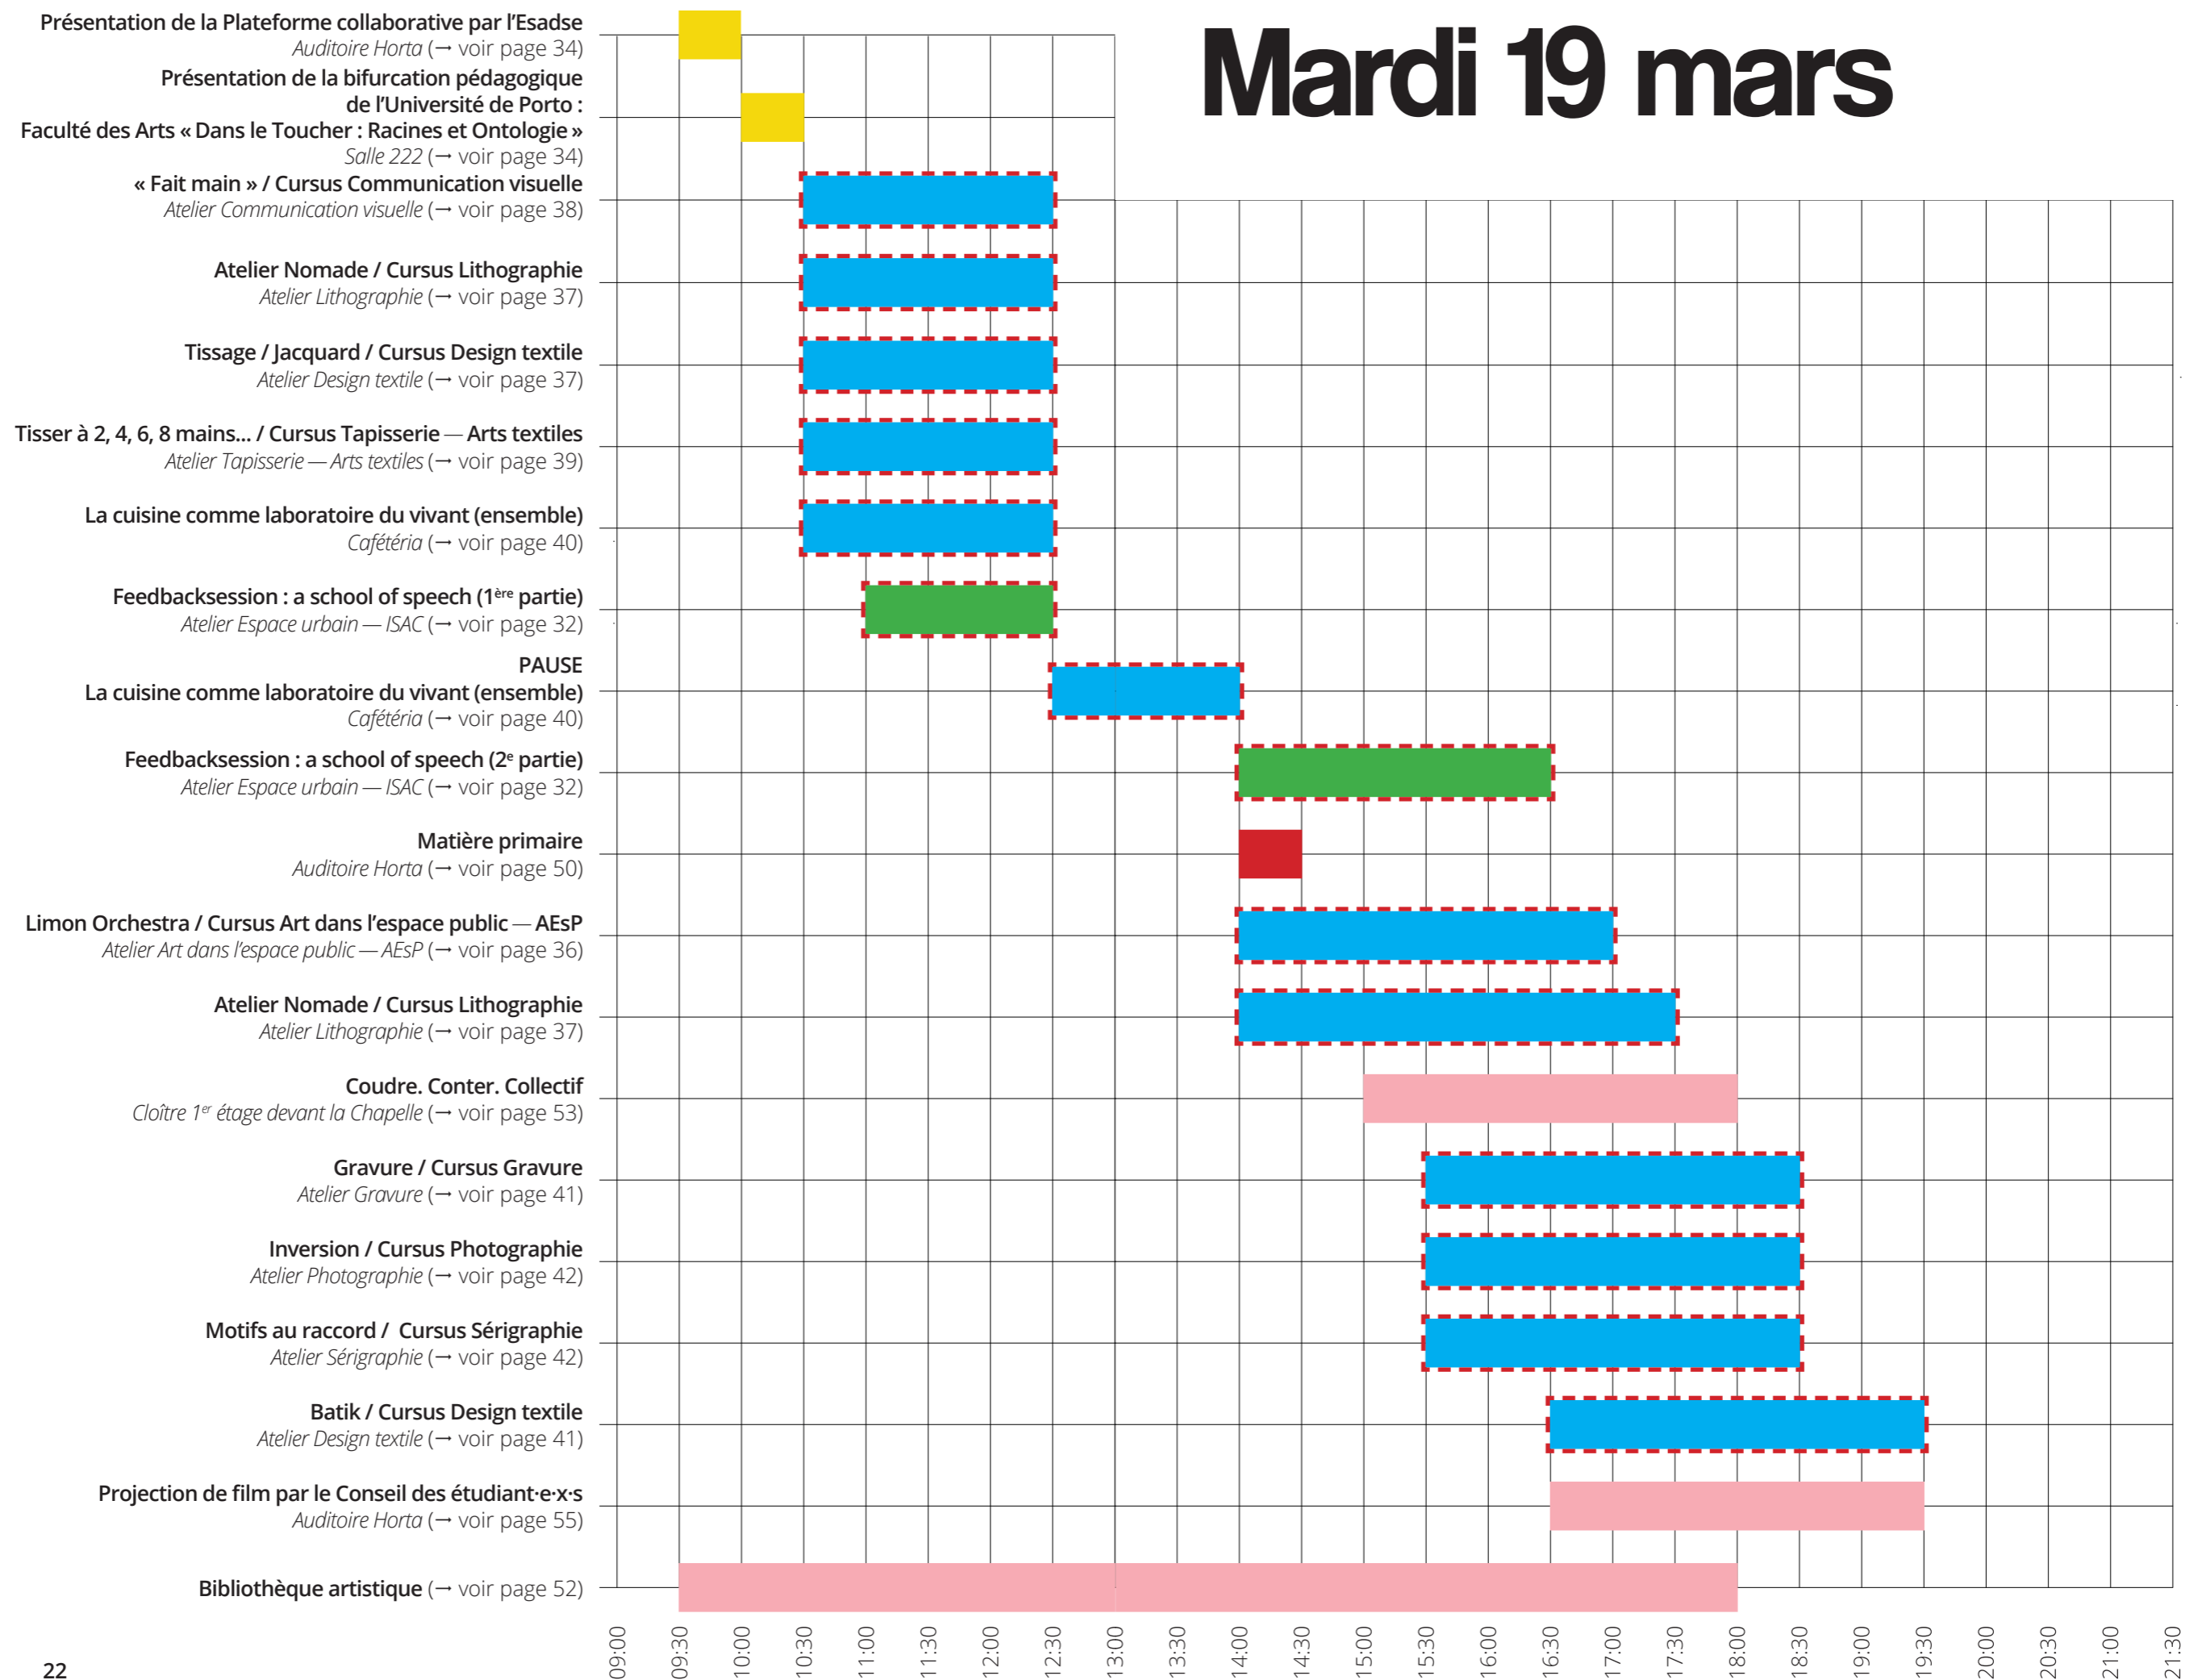 Mardi 19 mars
Présentation de la Plateforme collaborative par l’Esadse
Auditoire Horta (→ voir page 34)
Présentation de la bifurcation pédagogique
de l’Université de Porto :
Faculté des Arts « Dans le Toucher : Racines et Ontologie »
Salle 222 (→ voir page 34)
« Fait main » / Cursus Communication visuelle
Atelier Communication visuelle (→ voir page 38)
Atelier Nomade / Cursus Lithographie
Atelier Lithographie (→ voir page 37)
Tissage / Jacquard / Cursus Design textile
Atelier Design textile (→ voir page 37)
Tisser à 2, 4, 6, 8 mains... / Cursus Tapisserie — Arts textiles
Atelier Tapisserie — Arts textiles (→ voir page 39)
La cuisine comme laboratoire du vivant (ensemble)
Cafétéria (→ voir page 40)
Feedbacksession : a school of speech (1ère partie)
Atelier Espace urbain — ISAC (→ voir page 32)
PAUSE
La cuisine comme laboratoire du vivant (ensemble)
Cafétéria (→ voir page 40)
Feedbacksession : a school of speech (2e partie)
Atelier Espace urbain — ISAC (→ voir page 32)
Matière primaire
Auditoire Horta (→ voir page 50)
Limon Orchestra / Cursus Art dans l’espace public — AEsP
Atelier Art dans l’espace public — AEsP (→ voir page 36)
Atelier Nomade / Cursus Lithographie
Atelier Lithographie (→ voir page 37)
Coudre. Conter. Collectif
Cloître 1er étage devant la Chapelle (→ voir page 53)
Gravure / Cursus Gravure
Atelier Gravure (→ voir page 41)
Inversion / Cursus Photographie
Atelier Photographie (→ voir page 42)
Motifs au raccord / Cursus Sérigraphie
Atelier Sérigraphie (→ voir page 42)
Batik / Cursus Design textile
Atelier Design textile (→ voir page 41)
Projection de film par le Conseil des étudiant·e·x·s
Auditoire Horta (→ voir page 55)
Bibliothèque artistique (→ voir page 52)
09:00
09:30
10:00
10:30
11:00
11:30
12:00
12:30
13:00
13:30
14:00
14:30
15:00
15:30
16:00
16:30
17:00
17:30
18:00
18:30
19:00
19:30
20:00
20:30
21:00
21:30
22